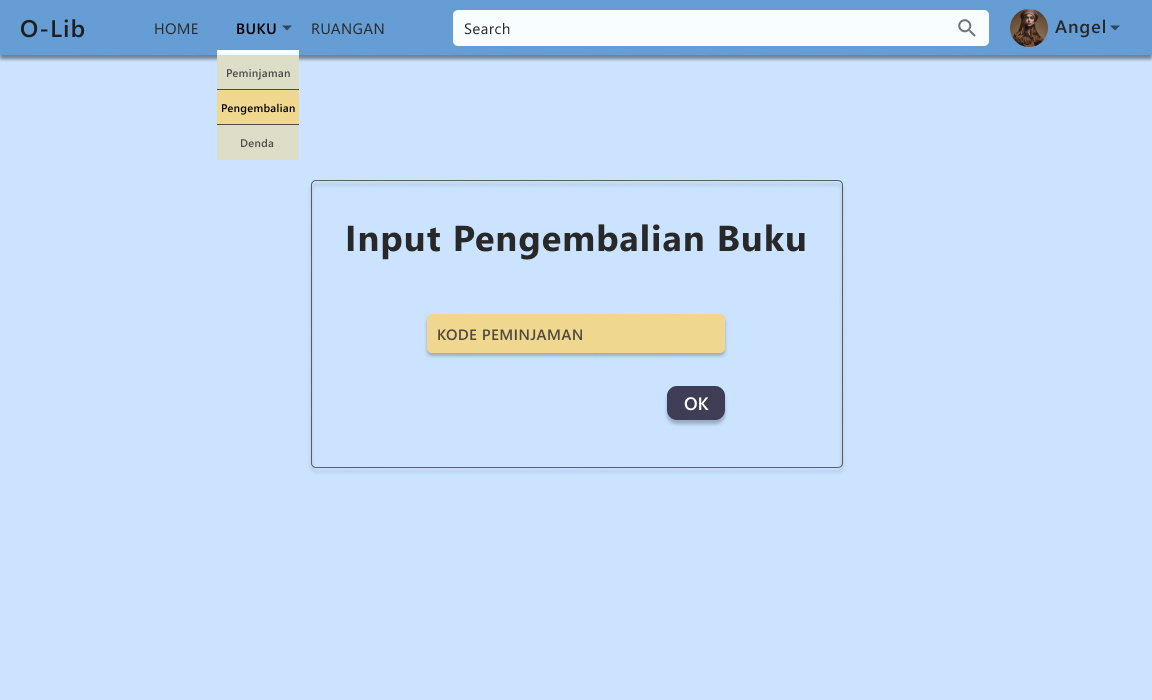 O-Lib
HOME
BUKU
RUANGAN
Search
Angel
Peminjaman
Pengembalian
Denda
Input Pengembalian Buku
KODE PEMINJAMAN
OK